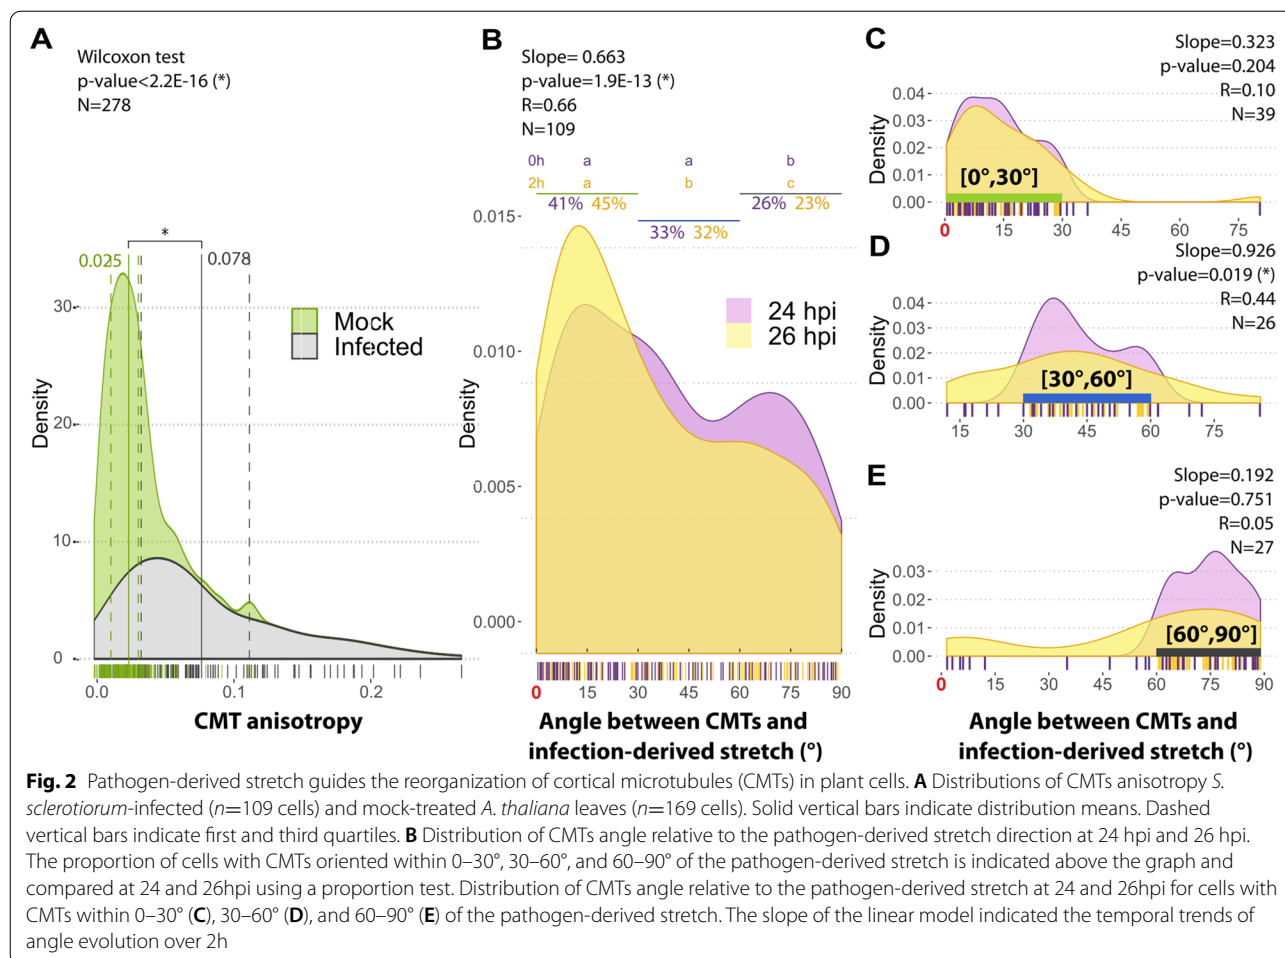 A
Wilcoxon test
p-value<2.2E-16 (*)
N=278
*
0.025
0.078
Mock
Infected
Density
30
20
10
0
0.0 0.1 0.2
CMT anisotropy
B
Slope= 0.663
p-value=1.9E-13 (*)
R=0.66
N=109
0h a a b
2h a b c
41% 45% 26% 23%
33% 32%
24 hpi
26 hpi
Density
0.015
0.010
0.005
0.000
0 15 30 45 60 75 90
Angle between CMTs and
infection-derived stretch (°)
C
Slope=0.323
p-value=0.204
R=0.10
N=39
Density
0.04
0.03
0.02
0.01
0.00
[0°,30°]
0 15 30 45 60 75
D
Slope=0.926
p-value=0.019 (*)
R=0.44
N=26
Density
0.04
0.03
0.02
0.01
0.00
[30°,60°]
15 30 45 60 75
E
Slope=0.192
p-value=0.751
R=0.05
N=27
Density
0.03
0.02
0.01
0.00
[60°,90°]
0 15 30 45 60 75 90
Angle between CMTs and
infection-derived stretch (°)
Fig. 2 Pathogen-derived stretch guides the reorganization of cortical microtubules (CMTs) in plant cells. A Distributions of CMTs anisotropy S.
sclerotiorum-infected (n=109 cells) and mock-treated A. thaliana leaves (n=169 cells). Solid vertical bars indicate distribution means. Dashed
vertical bars indicate first and third quartiles. B Distribution of CMTs angle relative to the pathogen-derived stretch direction at 24 hpi and 26 hpi.
The proportion of cells with CMTs oriented within 0–30°, 30–60°, and 60–90° of the pathogen-derived stretch is indicated above the graph and
compared at 24 and 26hpi using a proportion test. Distribution of CMTs angle relative to the pathogen-derived stretch at 24 and 26hpi for cells with
CMTs within 0–30° (C), 30–60° (D), and 60–90° (E) of the pathogen-derived stretch. The slope of the linear model indicated the temporal trends of
angle evolution over 2h